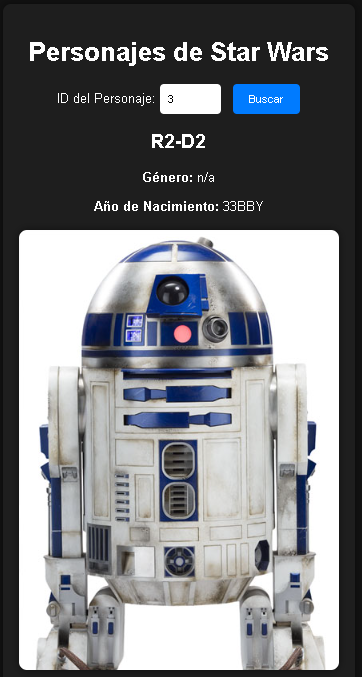 Personajes de Star Wars
ID del Personaje: 3 Buscar
R2-D2
Género: n/a
Año de Nacimiento: 33BBY